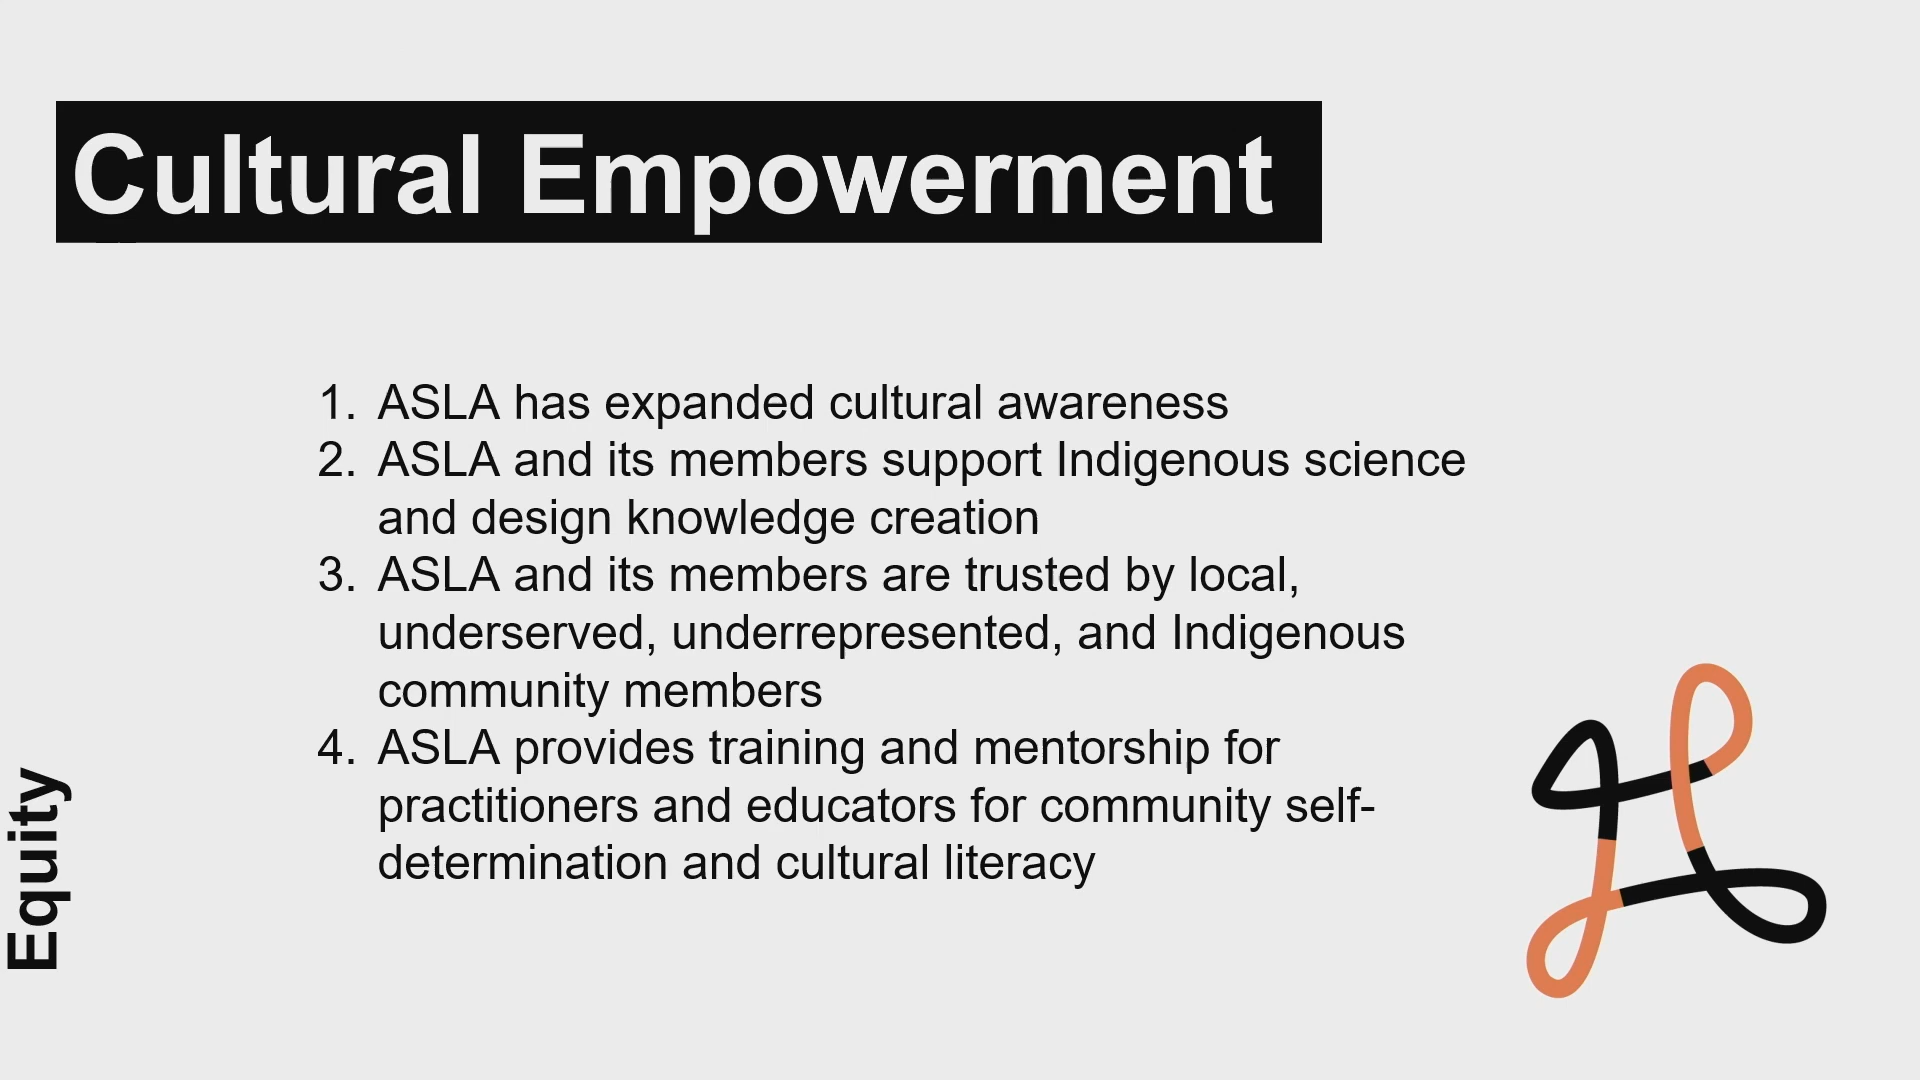 Cultural Empowerment
1. ASLA has expanded cultural awareness
2. ASLA and its members support Indigenous science
and design knowledge creation
3. ASLA and its members are trusted by local,
underserved, underrepresented, and Indigenous
community members
4. ASLA provides training and mentorship for
practitioners and educators for community self-
determination and cultural literacy
Equity